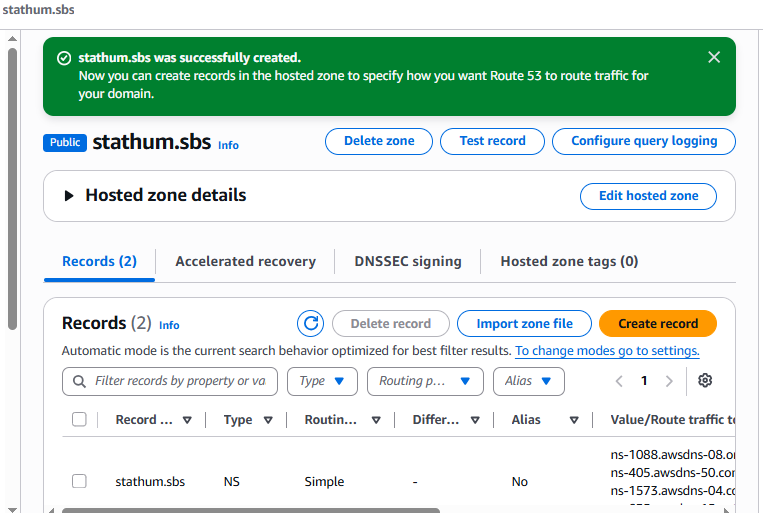 stathum.sbs
stathum.sbs was successfully created.
Now you can create records in the hosted zone to specify how you want Route 53 to route traffic for
your domain.
Public stathum.sbs Info Delete zone Test record Configure query logging
Hosted zone details Edit hosted zone
Records (2) Accelerated recovery DNSSEC signing Hosted zone tags (0)
Records (2) Info Delete record Import zone file Create record
Automatic mode is the current search behavior optimized for best filter results. To change modes go to settings.
Filter records by property or va Type Routing p... Alias 1
Record ... Type Routin... Differ... Alias Value/Route traffic to
stathum.sbs NS Simple - No
ns-1088.awsdns-08.o
ns-405.awsdns-50.co
ns-1573.awsdns-04.c